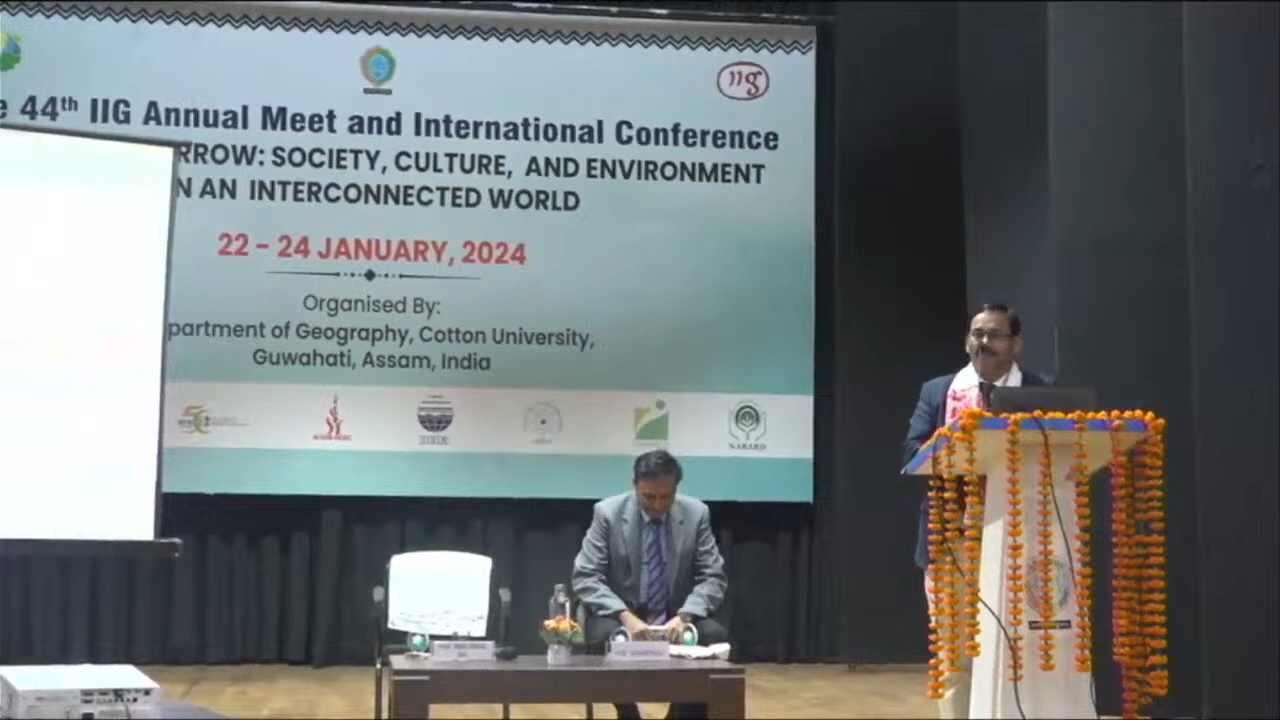 e 44th IIG Annual Meet and International Conference
RROW: SOCIETY, CULTURE, AND ENVIRONMENT
N AN INTERCONNECTED WORLD
22 - 24 JANUARY, 2024
Organised By:
partment of Geography, Cotton University,
Guwahati, Assam, India
IIG
NABARD